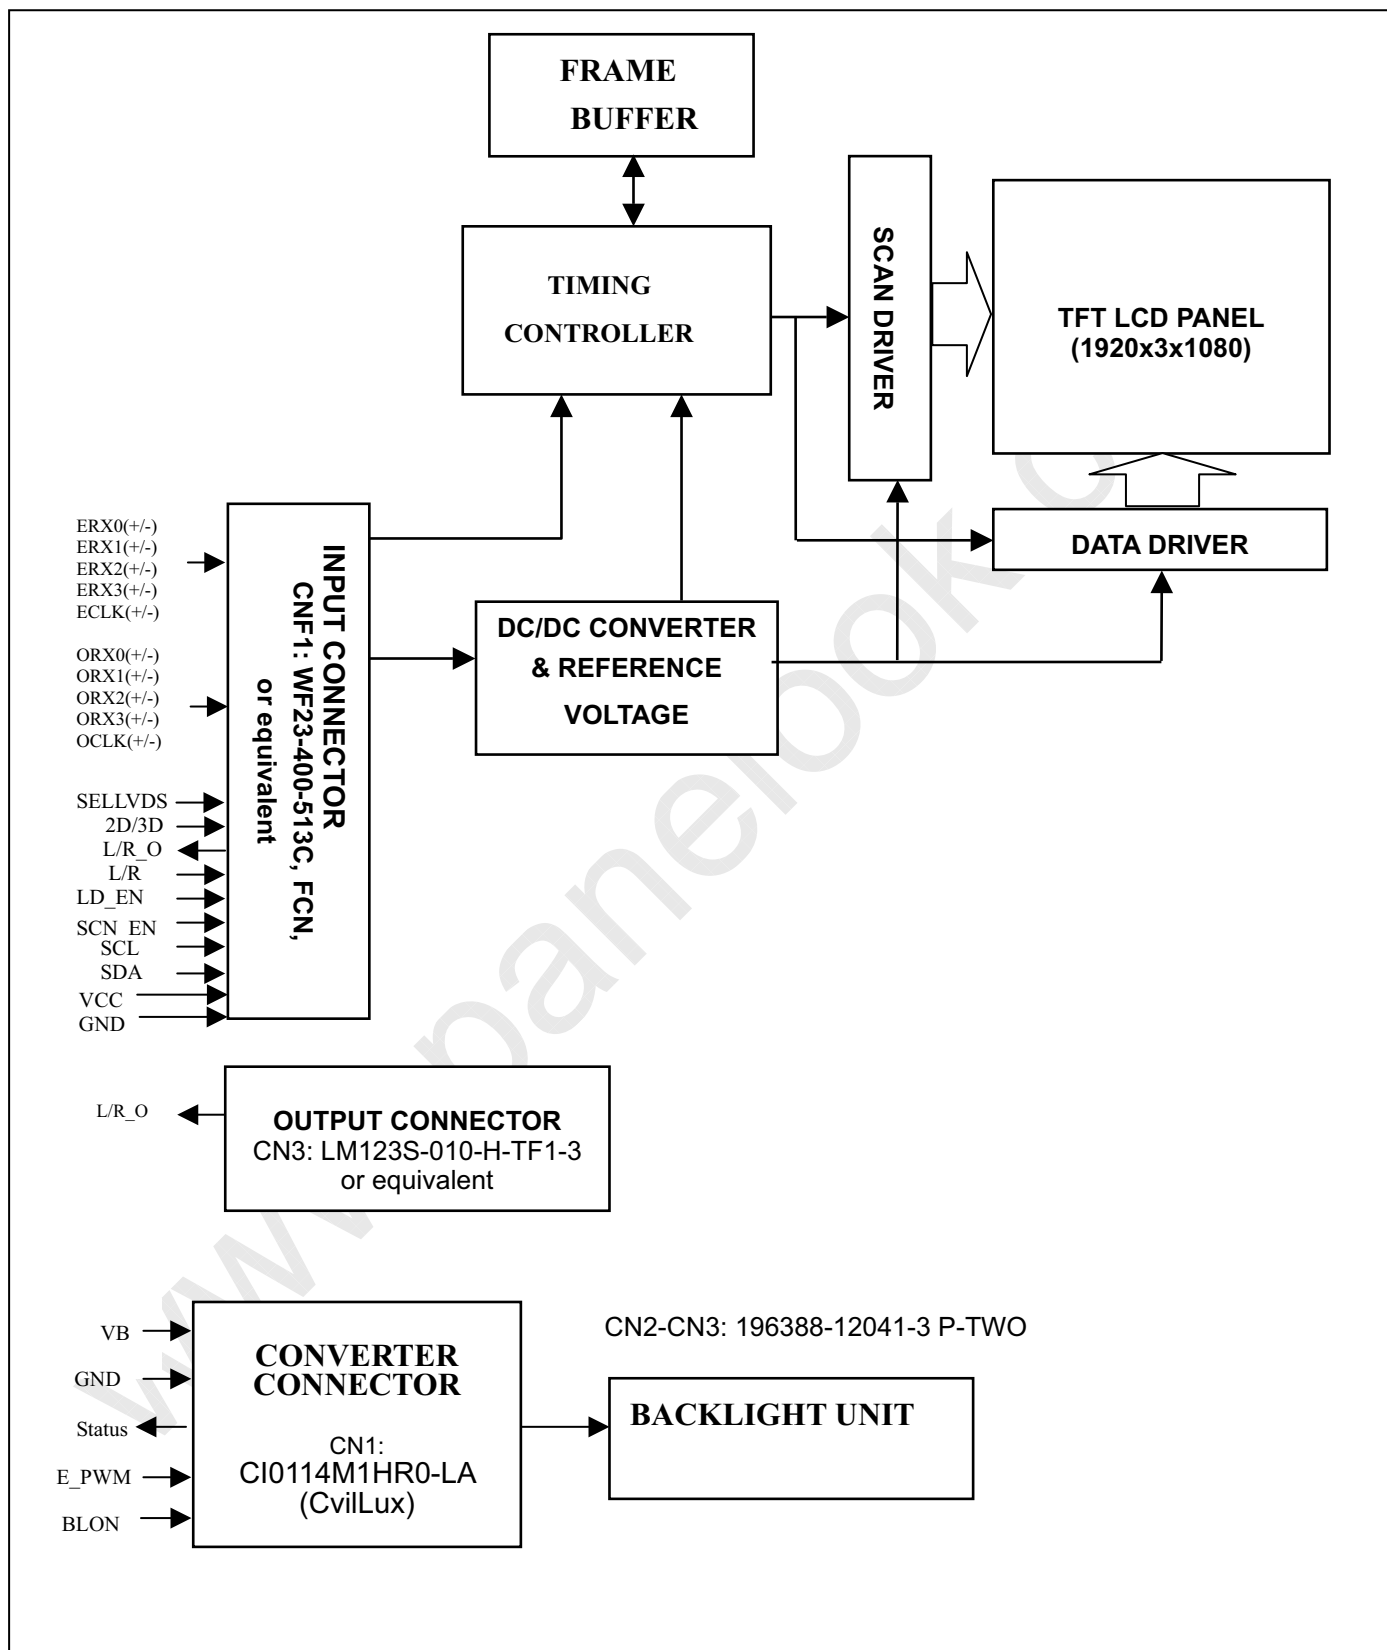 FRAME
BUFFER
TIMING
CONTROLLER
SCAN DRIVER
TFT LCD PANEL
(1920x3x1080)
DATA DRIVER
ERX0(+/-)
ERX1(+/-)
ERX2(+/-)
ERX3(+/-)
ECLK(+/-)
ORX0(+/-)
ORX1(+/-)
ORX2(+/-)
ORX3(+/-)
OCLK(+/-)
SELLVDS
2D/3D
L/R_O
L/R
LD_EN
SCN_EN
SCL
SDA
VCC
GND
INPUT CONNECTOR
CNF1: WF23-400-513C, FCN,
or equivalent
DC/DC CONVERTER
& REFERENCE
VOLTAGE
L/R_O
OUTPUT CONNECTOR
CN3: LM123S-010-H-TF1-3
or equivalent
VB
GND
Status
E_PWM
BLON
CONVERTER
CONNECTOR
CN1:
CI0114M1HR0-LA
(CvilLux)
CN2-CN3: 196388-12041-3 P-TWO
BACKLIGHT UNIT